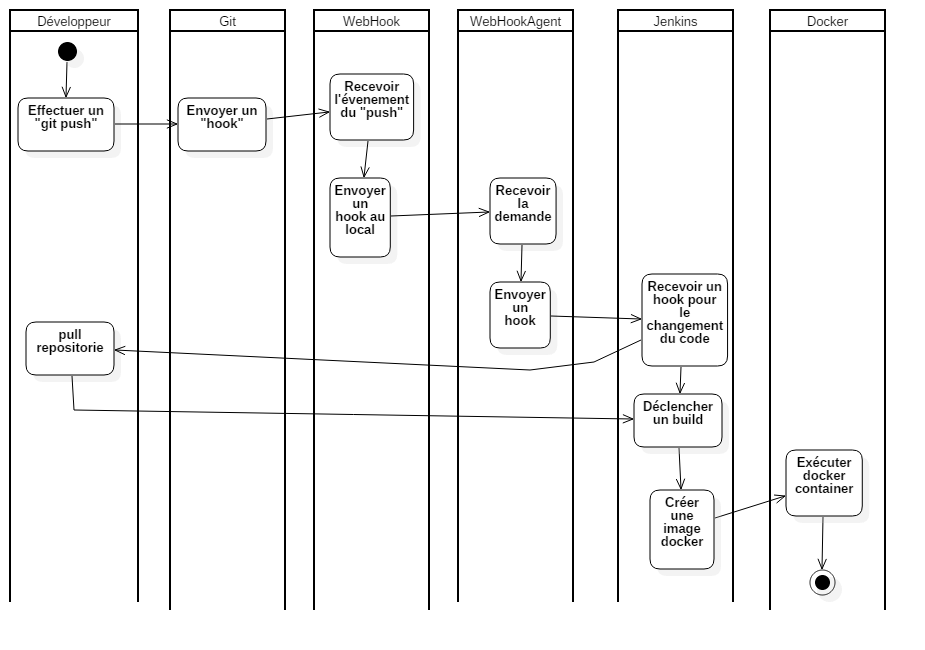 Développeur
Git
WebHook
WebHookAgent
Jenkins
Docker
Effectuer un
"git push"
Envoyer un
"hook"
Recevoir
l'évenement
du "push"
Envoyer
un
hook au
local
Recevoir
la
demande
Envoyer
un
hook
Recevoir un
hook pour
le
changement
du code
pull
repositorie
Déclencher
un build
Créer
une
image
docker
Exécuter
docker
container